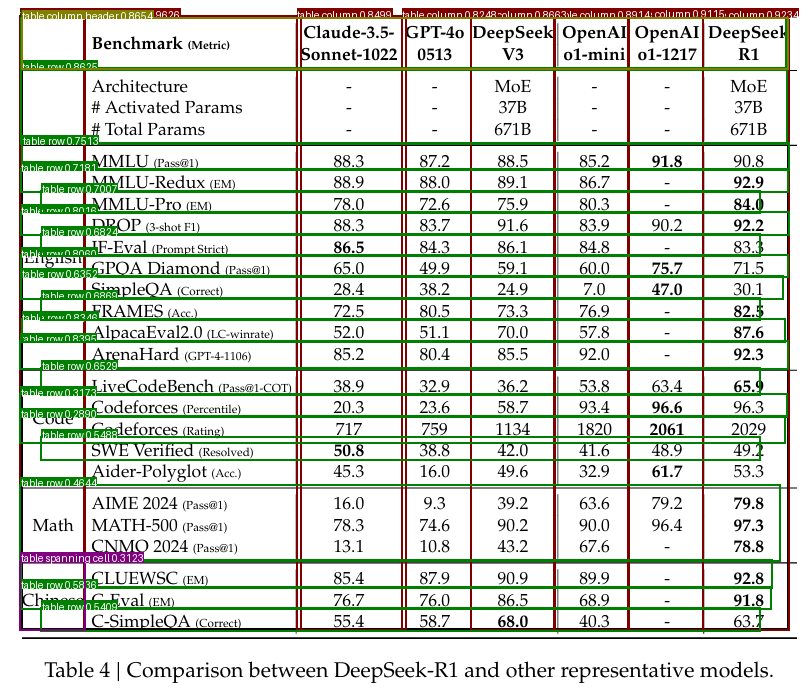 table column header 0.8654 .9626 table column 0.8499 table column 0.8248 column 0.8663 0.8914 0.9115 column 0.9234
Claude-3.5- GPT-4o DeepSeek OpenAI OpenAI DeepSeek
Benchmark (Metric)
Sonnet-1022 0513 V3 o1-mini o1-1217 R1
table row 0.8625
Architecture - - MoE - - MoE
# Activated Params - - 37B - - 37B
# Total Params - - 671B - - 671B
table row 0.7513
MMLU (Pass@1) 88.3 87.2 88.5 85.2 91.8 90.8
table row 0.7181
MMLU-Redux (EM) 88.9 88.0 89.1 86.7 - 92.9
table row 0.7007
MMLU-Pro (EM) 78.0 72.6 75.9 80.3 - 84.0
table row 0.8016
DROP (3-shot F1) 88.3 83.7 91.6 83.9 90.2 92.2
table row 0.6824
IF-Eval (Prompt Strict) 86.5 84.3 86.1 84.8 - 83.3
table row 0.8060
English
GPQA Diamond (Pass@1) 65.0 49.9 59.1 60.0 75.7 71.5
table row 0.6352
SimpleQA (Correct) 28.4 38.2 24.9 7.0 47.0 30.1
table row 0.6869
FRAMES (Acc.) 72.5 80.5 73.3 76.9 - 82.5
table row 0.8346
AlpacaEval2.0 (LC-winrate) 52.0 51.1 70.0 57.8 - 87.6
table row 0.8395
ArenaHard (GPT-4-1106) 85.2 80.4 85.5 92.0 - 92.3
table row 0.6529
LiveCodeBench (Pass@1-COT) 38.9 32.9 36.2 53.8 63.4 65.9
table row 0.3173
Codeforces (Percentile) 20.3 23.6 58.7 93.4 96.6 96.3
table row 0.2890
Code
Codeforces (Rating) 717 759 1134 1820 2061 2029
table row 0.5488
SWE Verified (Resolved) 50.8 38.8 42.0 41.6 48.9 49.2
Aider-Polyglot (Acc.) 45.3 16.0 49.6 32.9 61.7 53.3
table row 0.4644
AIME 2024 (Pass@1) 16.0 9.3 39.2 63.6 79.2 79.8
Math MATH-500 (Pass@1) 78.3 74.6 90.2 90.0 96.4 97.3
CNMO 2024 (Pass@1) 13.1 10.8 43.2 67.6 - 78.8
table spanning cell 0.3123
CLUEWSC (EM) 85.4 87.9 90.9 89.9 - 92.8
table row 0.5836
Chinese C-Eval (EM) 76.7 76.0 86.5 68.9 - 91.8
table row 0.5409
C-SimpleQA (Correct) 55.4 58.7 68.0 40.3 - 63.7
Table 4 | Comparison between DeepSeek-R1 and other representative models.